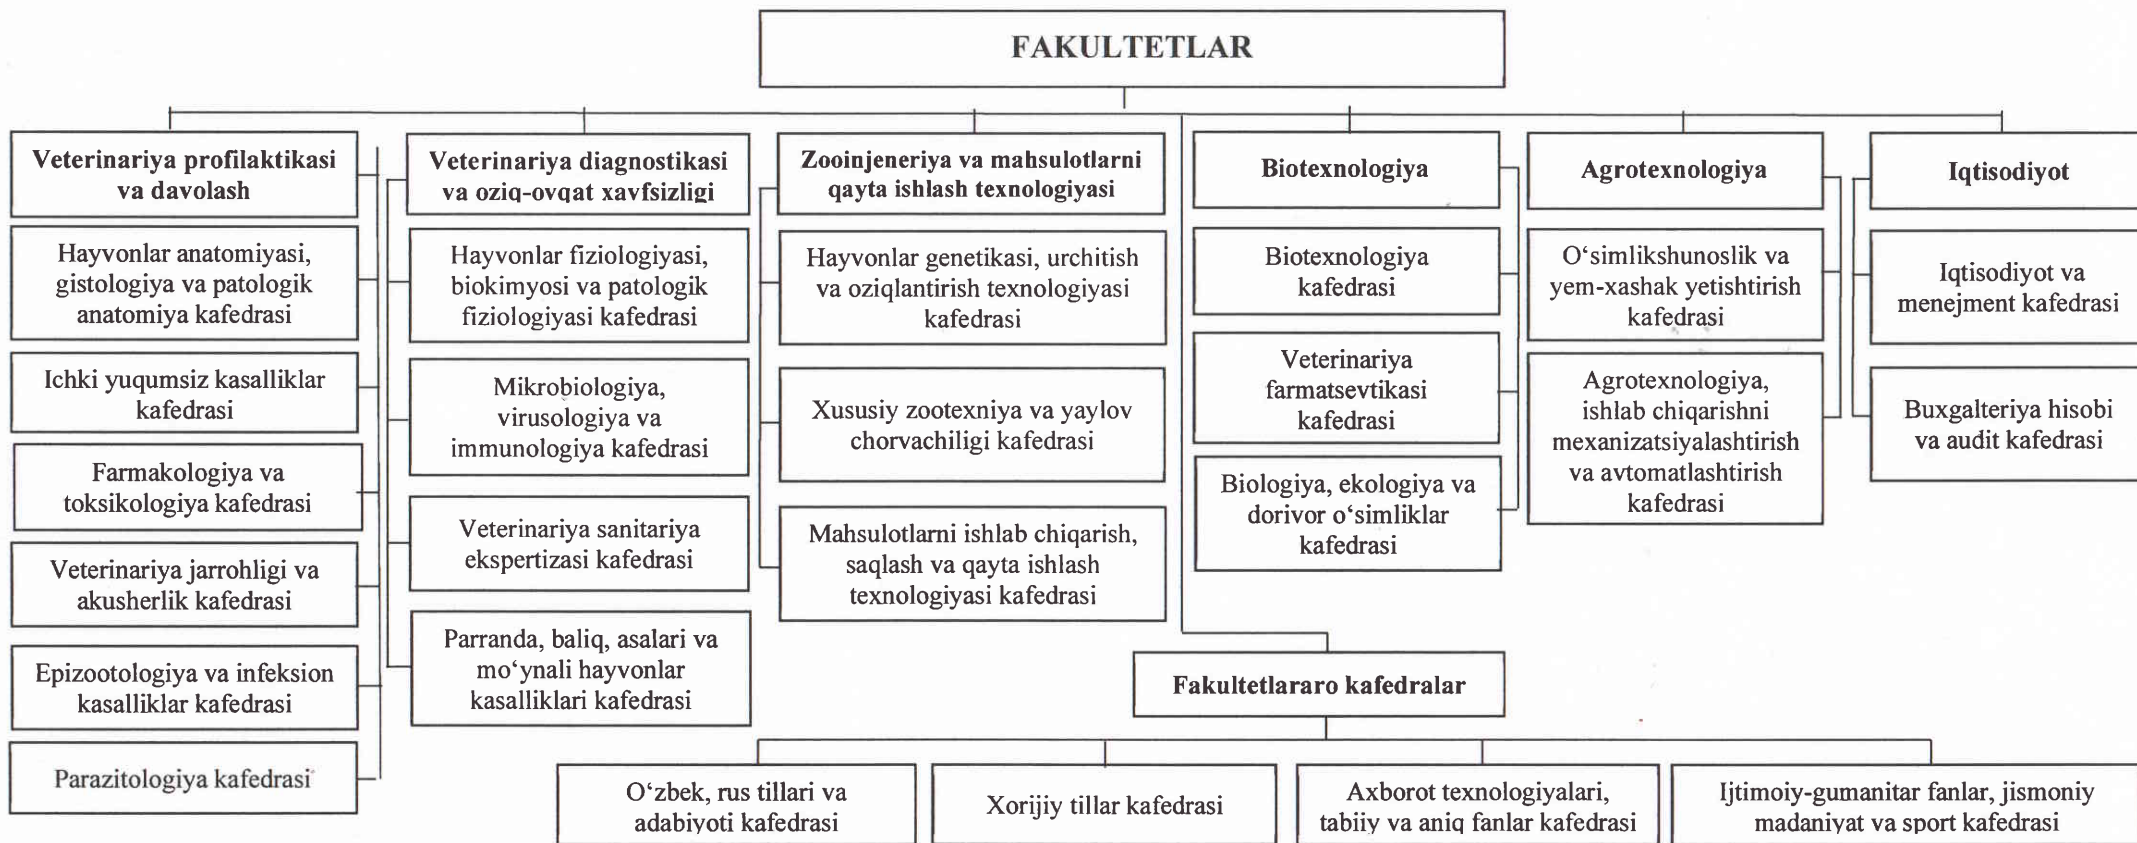 FAKULTETLAR
Veterinariya profilaktikasi
va davolash
Hayvonlar anatomiyasi,
gistologiya va patologik
anatomiya kafedrasi
Ichki yuqumsiz kasalliklar
kafedrasi
Farmakologiya va
toksikologiya kafedrasi
Veterinariya jarrohligi va
akusherlik kafedrasi
Epizootologiya va infeksion
kasalliklar kafedrasi
Parazitologiya kafedrasi
Veterinariya diagnostikasi
va oziq-ovqat xavfsizligi
Hayvonlar fiziologiyasi,
biokimyosi va patologik
fiziologiyasi kafedrasi
Mikrobiologiya,
virusologiya va
immunologiya kafedrasi
Veterinariya sanitariya
ekspertizasi kafedrasi
Parranda, baliq, asalari va
mo‘ynali hayvonlar
kasalliklari kafedrasi
Zooinjeneriya va mahsulotlarni
qayta ishlash texnologiyasi
Hayvonlar genetikasi, urchitish
va oziqlantirish texnologiyasi
kafedrasi
Xususiy zootexniya va yaylov
chorvachiligi kafedrasi
Mahsulotlarni ishlab chiqarish,
saqlash va qayta ishlash
texnologiyasi kafedrasi
Biotexnologiya
Biotexnologiya
kafedrasi
Veterinariya
farmatsevtikasi
kafedrasi
Biologiya, ekologiya va
dorivor o‘simliklar
kafedrasi
Agrotexnologiya
O‘simlikshunoslik va
yem-xashak yetishtirish
kafedrasi
Agrotexnologiya,
ishlab chiqarishni
mexanizatsiyalashtirish
va avtomatlashtirish
kafedrasi
Iqtisodiyot
Iqtisodiyot va
menejment kafedrasi
Buxgalteriya hisobi
va audit kafedrasi
Fakultetlararo kafedralar
O‘zbek, rus tillari va
adabiyoti kafedrasi
Xorijiy tillar kafedrasi
Axborot texnologiyalari,
tabiiy va aniq fanlar kafedrasi
Ijtimoiy-gumanitar fanlar, jismoniy
madaniyat va sport kafedrasi